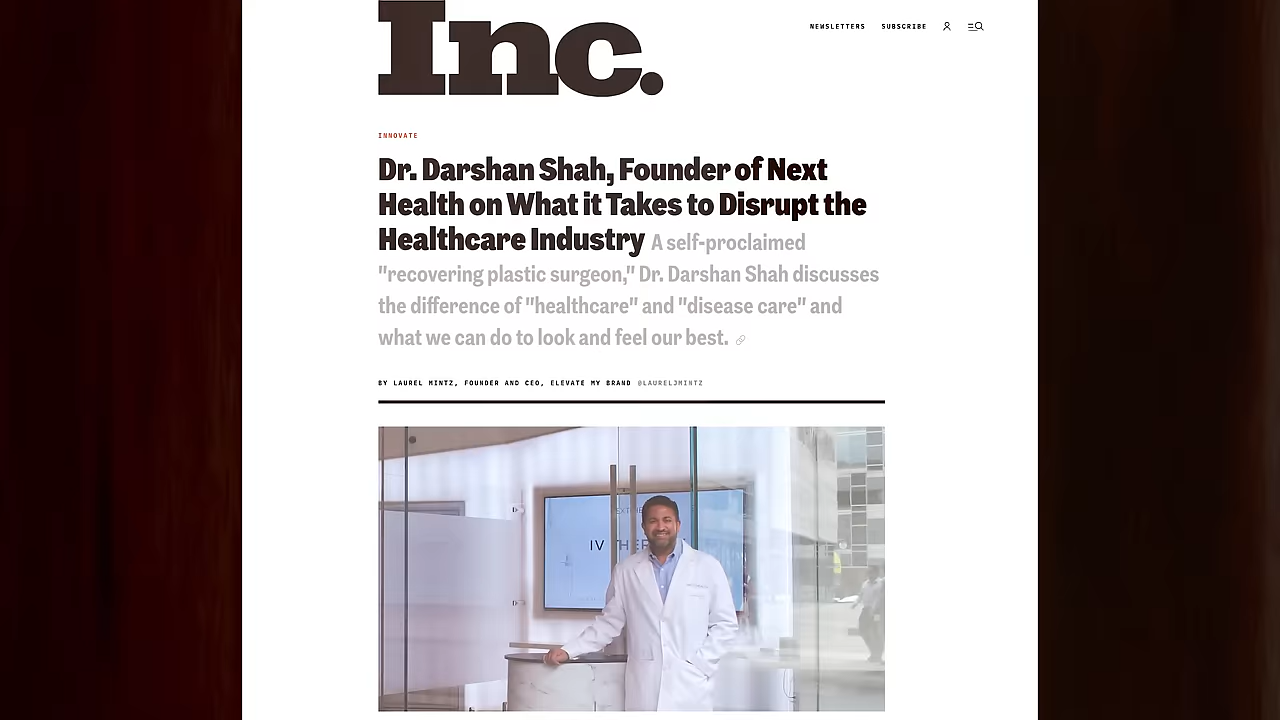 Inc.
NEWSLETTERS SUBSCRIBE
INNOVATE
Dr. Darshan Shah, Founder of Next
Health on What it Takes to Disrupt the
Healthcare Industry A self-proclaimed
"recovering plastic surgeon," Dr. Darshan Shah discusses
the difference of "healthcare" and "disease care" and
what we can do to look and feel our best.
BY LAUREL MINTZ, FOUNDER AND CEO, ELEVATE MY BRAND @LAURELJMINTZ
IV THER